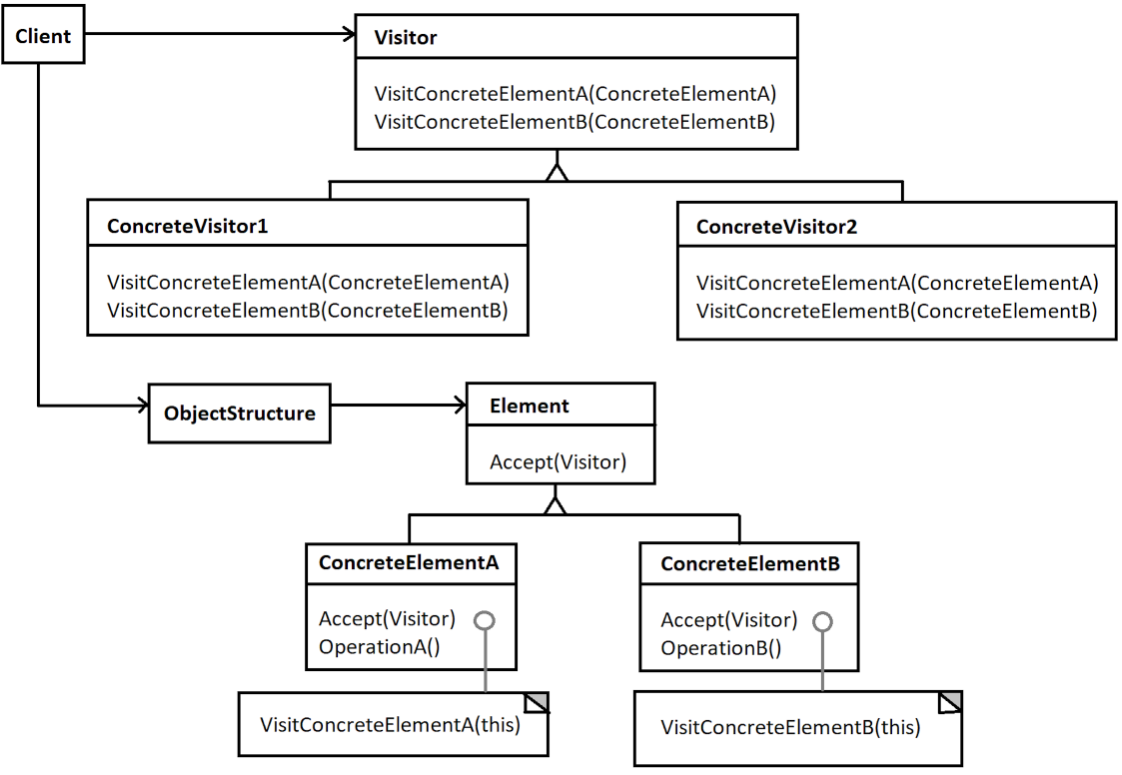 Client
Visitor
VisitConcreteElementA(ConcreteElementA)
VisitConcreteElementB(ConcreteElementB)
ConcreteVisitor1
VisitConcreteElementA(ConcreteElementA)
VisitConcreteElementB(ConcreteElementB)
ConcreteVisitor2
VisitConcreteElementA(ConcreteElementA)
VisitConcreteElementB(ConcreteElementB)
ObjectStructure
Element
Accept(Visitor)
ConcreteElementA
Accept(Visitor)
OperationA()
VisitConcreteElementA(this)
ConcreteElementB
Accept(Visitor)
OperationB()
VisitConcreteElementB(this)